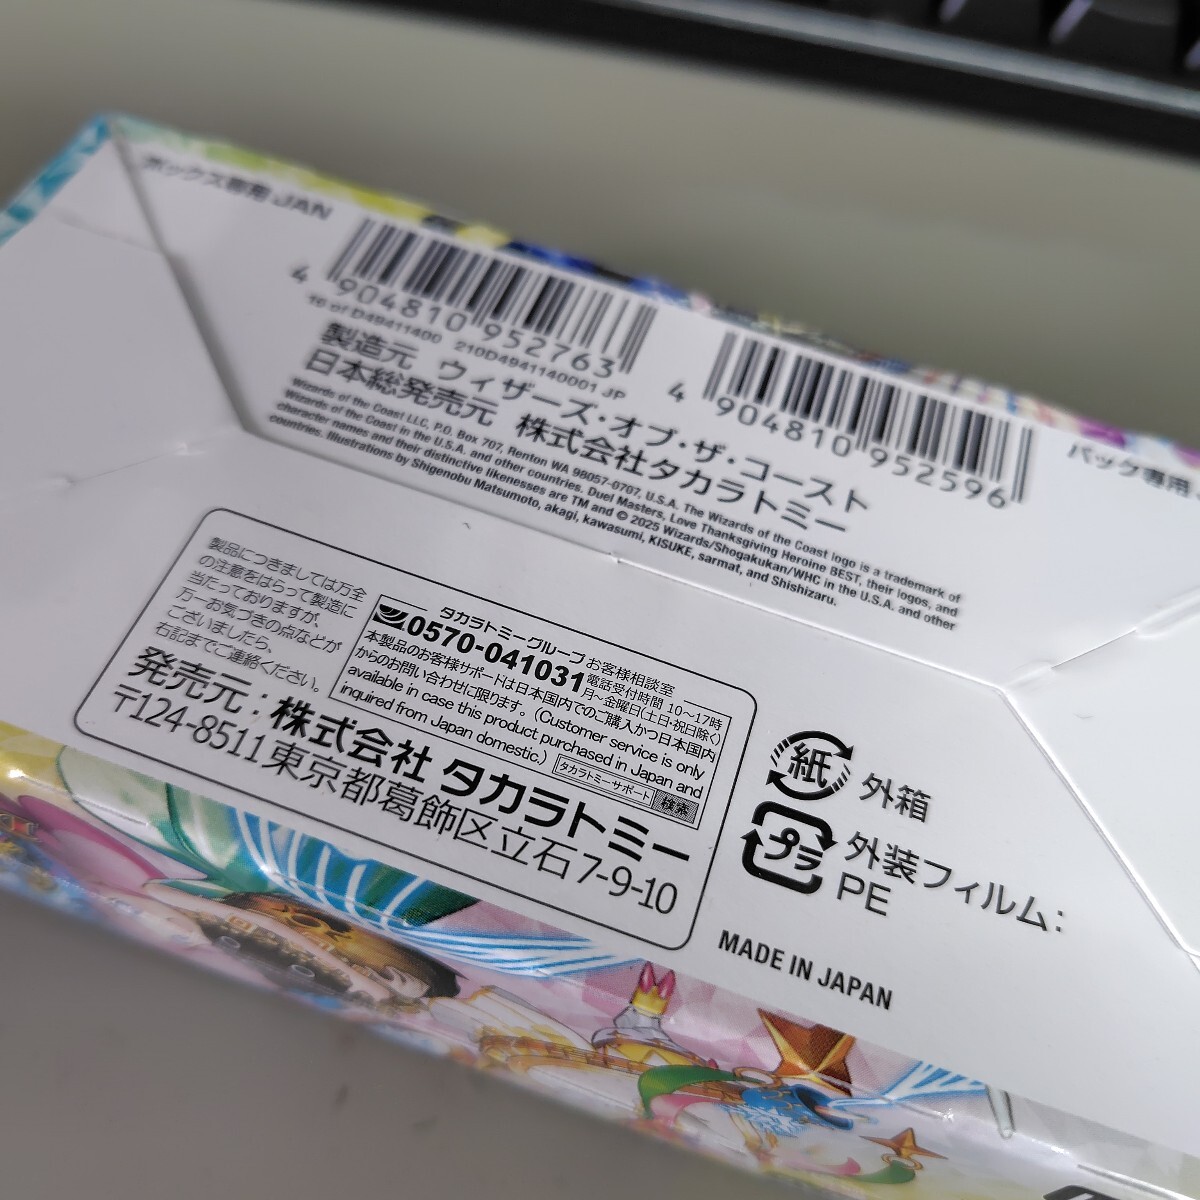 ボックス専用 JAN
4 904810 952763
16 of D49411400 210D4941140001 JP
4 904810 952596
パック専用
製造元 ウィザーズ・オブ・ザ・コースト
日本総発売元 株式会社タカラトミー
Wizards of the Coast LLC, P.O. Box 707, Renton WA 98057-0707, U.S.A. The Wizards of the Coast logo is a trademark of
Wizards of the Coast in the U.S.A. and other countries. Duel Masters, Love Thanksgiving Heroine BEST, their logos, and
character names and their distinctive likenesses are TM and © 2025 Wizards/Shogakukan/WHC in the U.S.A. and other
countries. Illustrations by Shigenobu Matsumoto, akagi, kawasumi, KISUKE, sarmat, and Shishizaru.
製品につきましては万全
の注意をはらって製造に
当たっておりますが、
万一お気づきの点などが
ございましたら、
右記までご連絡ください。
タカラトミーグループ お客様相談室
0570-041031 電話受付時間 10〜17時
月〜金曜日(土日・祝日除く)
本製品のお客様サポートは日本国内でのご購入かつ日本国内
からのお問い合わせに限ります。(Customer service is only
available in case this product purchased in Japan and
inquired from Japan domestic.) タカラトミーサポート 検索
発売元:株式会社 タカラトミー
〒124-8511東京都葛飾区立石7-9-10
紙 外箱
プラ 外装フィルム:
PE
MADE IN JAPAN